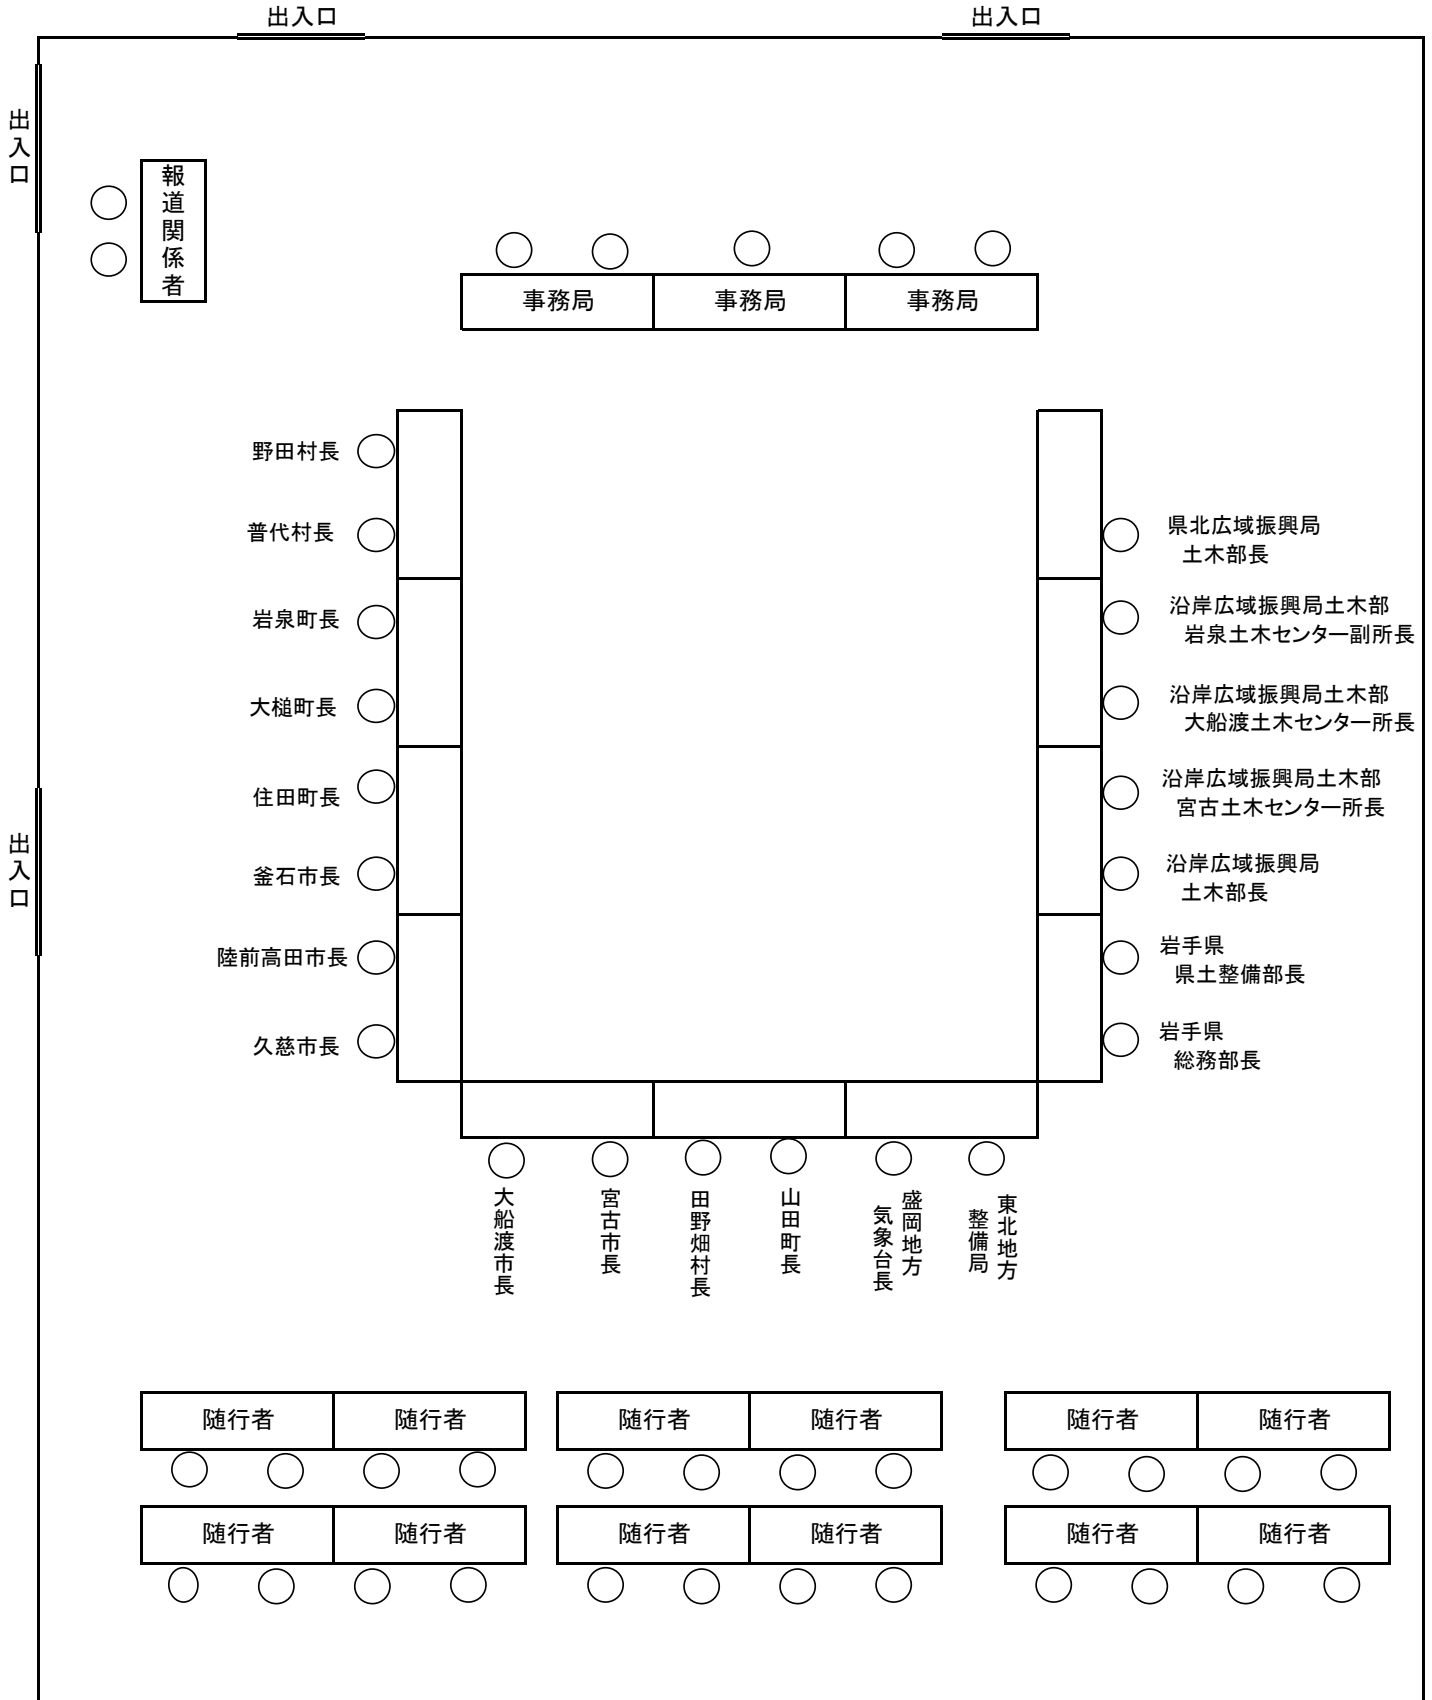 出入口
出入口
出入口
報道関係者
事務局
事務局
事務局
野田村長
普代村長
岩泉町長
大槌町長
住田町長
釜石市長
陸前高田市長
久慈市長
県北広域振興局
土木部長
沿岸広域振興局土木部
岩泉土木センター副所長
沿岸広域振興局土木部
大船渡土木センター所長
沿岸広域振興局土木部
宮古土木センター所長
沿岸広域振興局
土木部長
岩手県
県土整備部長
岩手県
総務部長
出入口
大船渡市長
宮古市長
田野畑村長
山田町長
盛岡地方
気象台長
東北地方
整備局
随行者
随行者
随行者
随行者
随行者
随行者
随行者
随行者
随行者
随行者
随行者
随行者